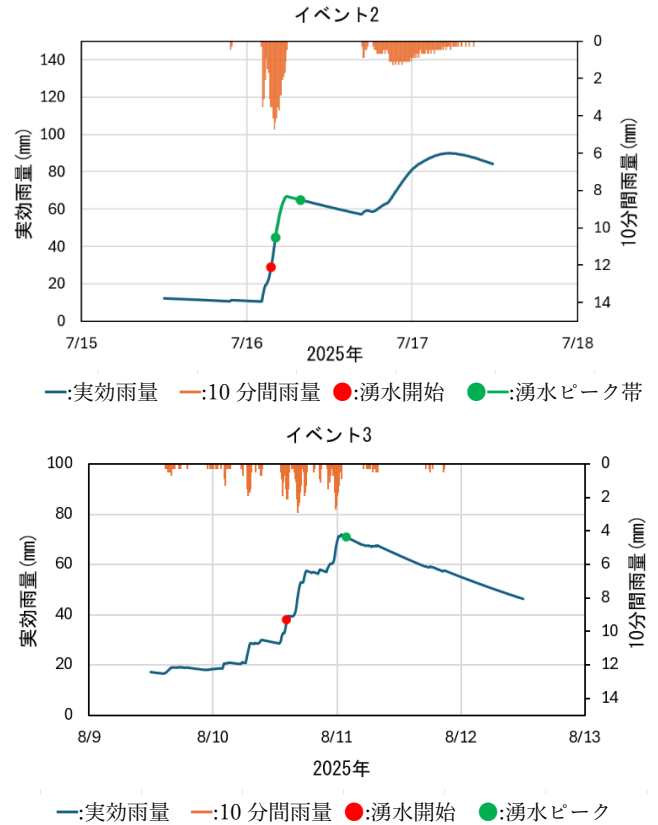 イベント2
140
120
100
80
60
40
20
0
実効雨量(mm)
0
2
4
6
8
10
12
14
10分間雨量(mm)
7/15
7/16
7/17
7/18
2025年
:実効雨量
:10 分間雨量
:湧水開始
:湧水ピーク帯
イベント3
100
80
60
40
20
0
実効雨量(mm)
0
2
4
6
8
10
12
14
10分間雨量(mm)
8/9
8/10
8/11
8/12
8/13
2025年
:実効雨量
:10 分間雨量
:湧水開始
:湧水ピーク